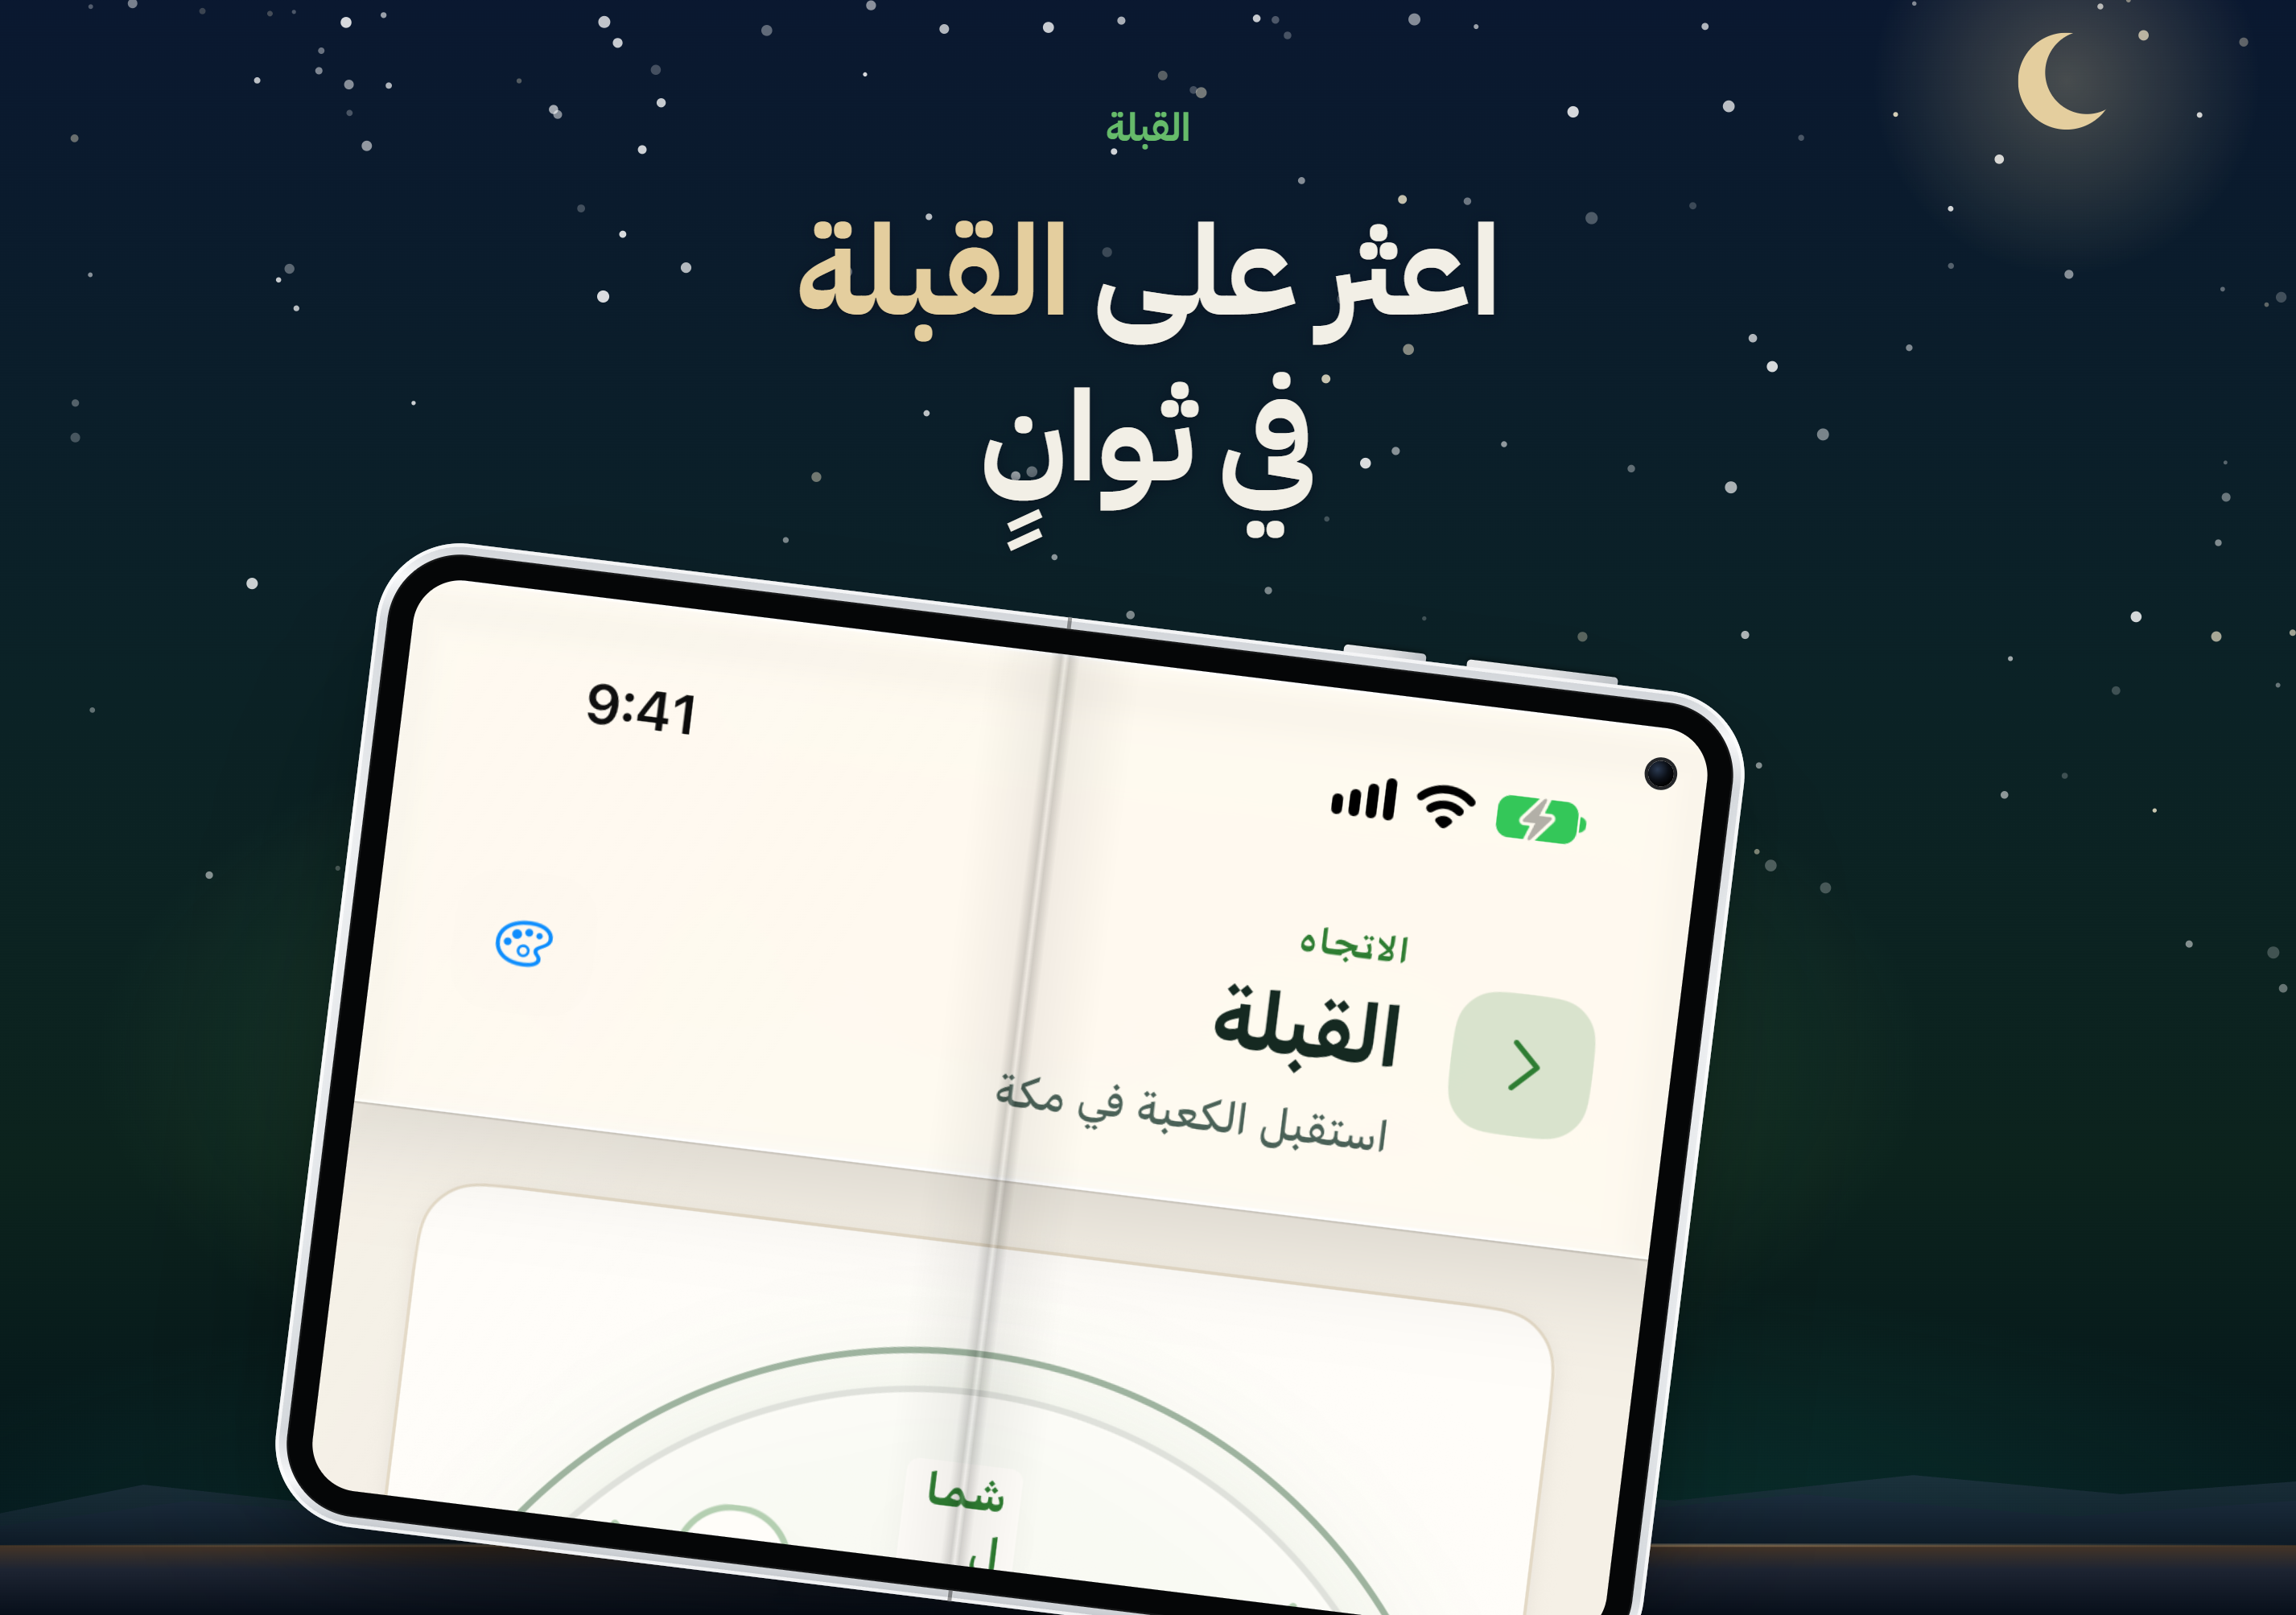 القبلة
اعثر على القبلة
في ثوانٍ
9:41
الاتجاه
القبلة
استقبل الكعبة في مكة
شما
ل